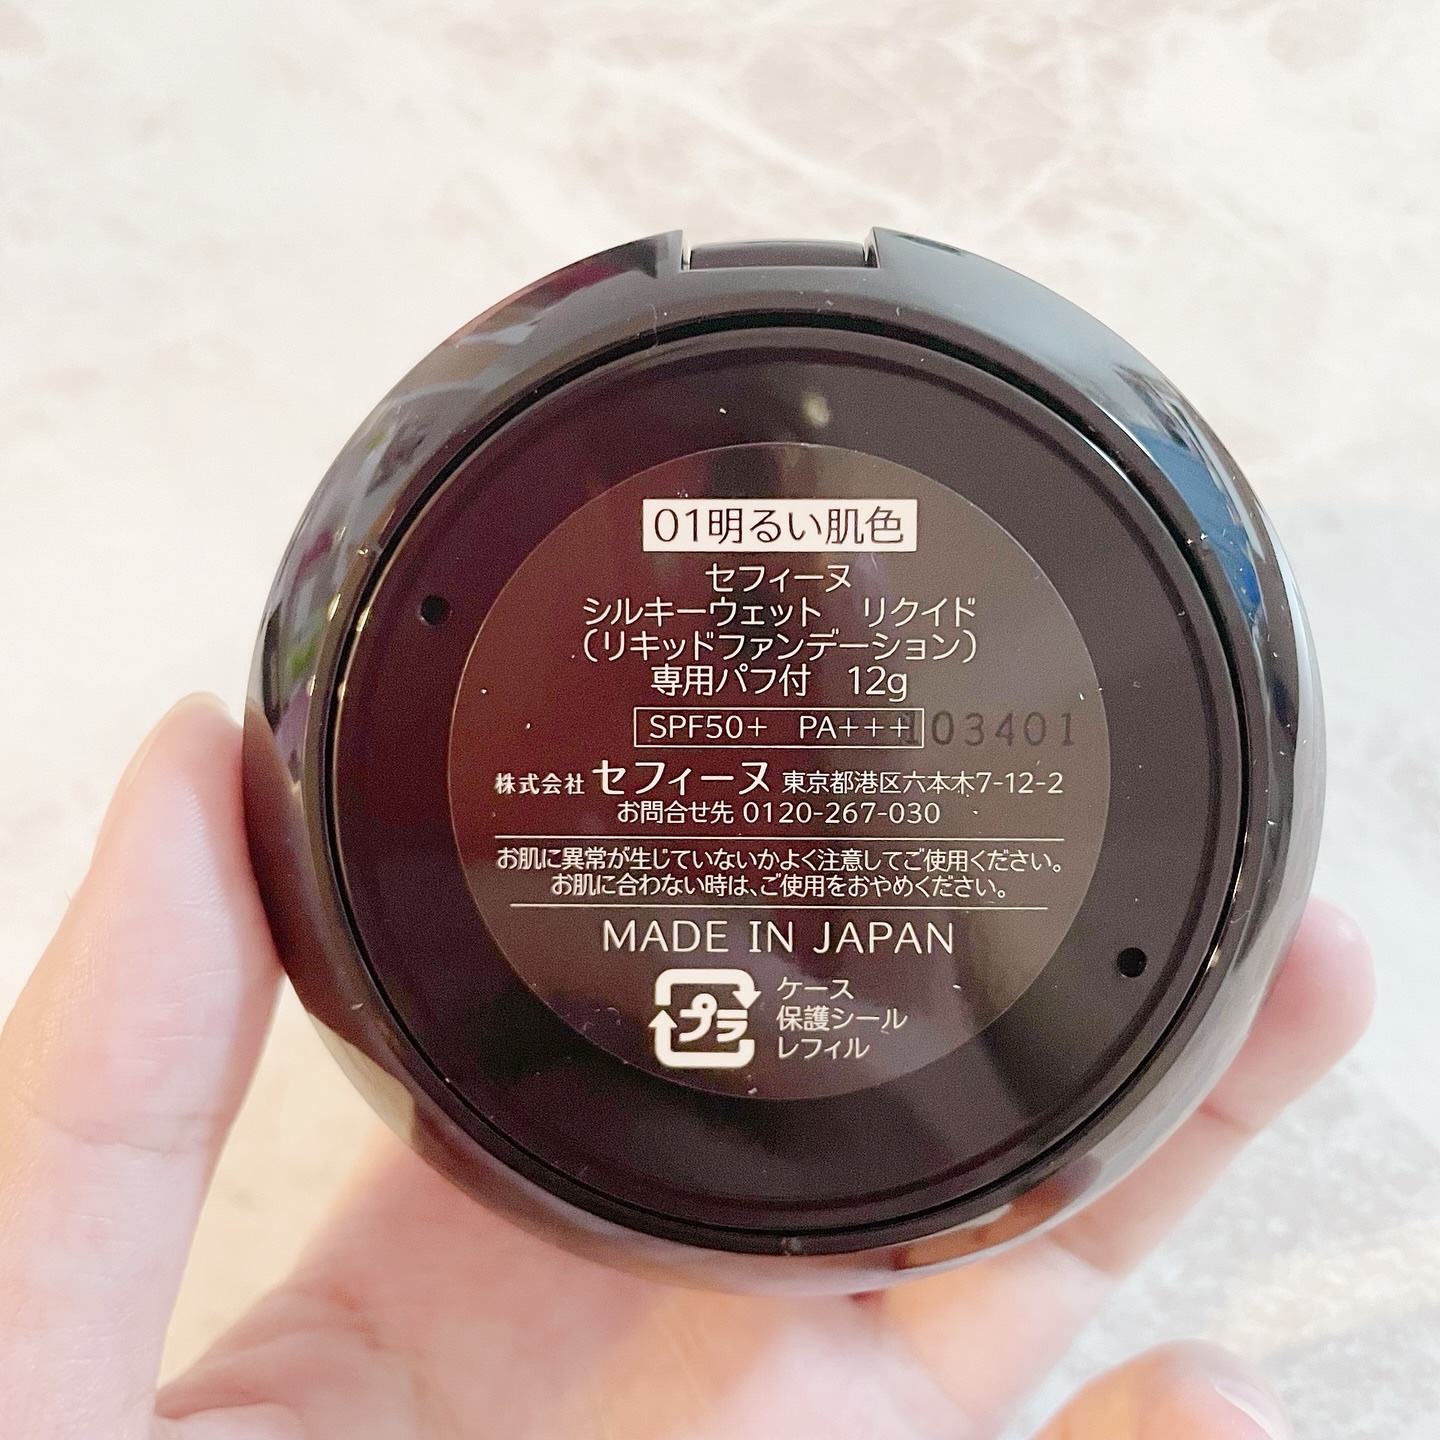 01明るい肌色
セフィーヌ
シルキーウェット　リクイド
(リキッドファンデーション)
専用パフ付　12g
SPF50+　PA+++ 03401
株式会社 セフィーヌ 東京都港区六本木7-12-2
お問合せ先 0120-267-030
お肌に異常が生じていないかよく注意してご使用ください。
お肌に合わない時は、ご使用をおやめください。
MADE IN JAPAN
プラ ケース
保護シール
レフィル